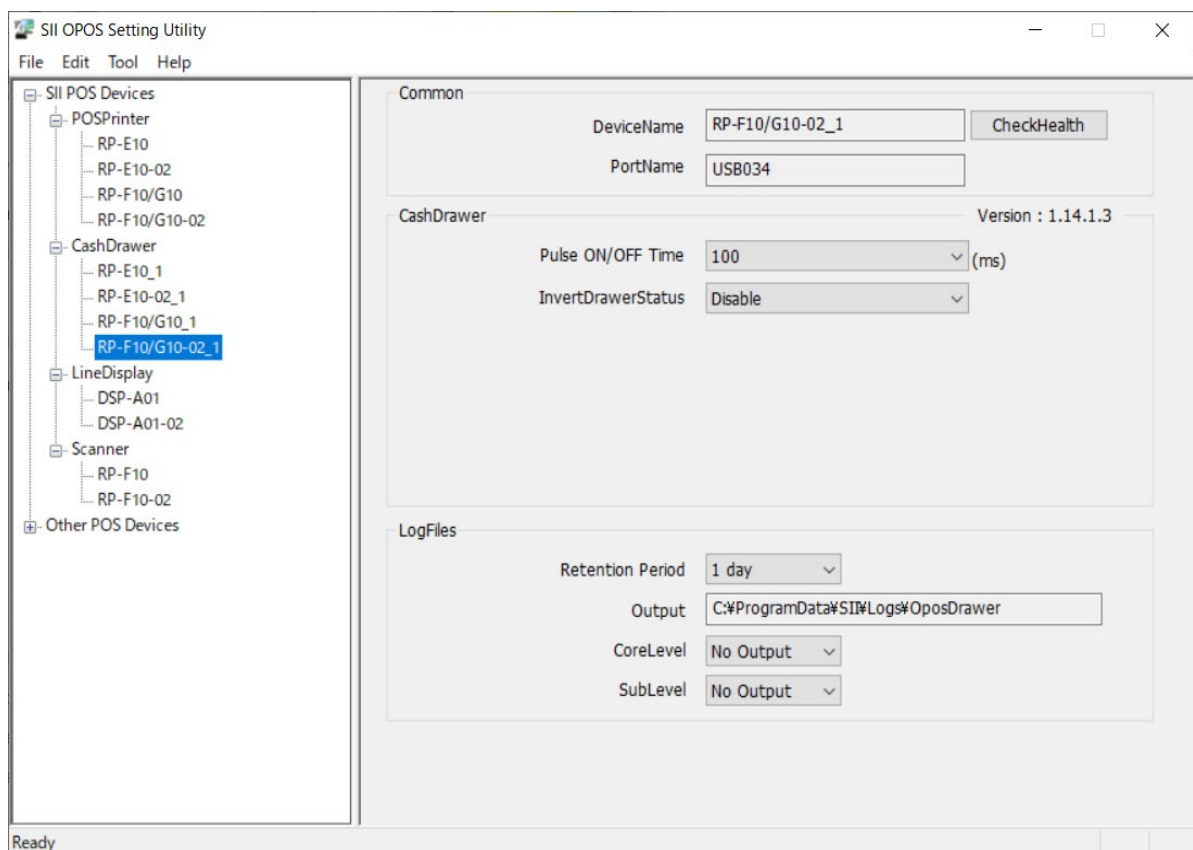 SII OPOS Setting Utility
File Edit Tool Help
SII POS Devices
POSPrinter
RP-E10
RP-E10-02
RP-F10/G10
RP-F10/G10-02
CashDrawer
RP-E10_1
RP-E10-02_1
RP-F10/G10_1
RP-F10/G10-02_1
LineDisplay
DSP-A01
DSP-A01-02
Scanner
RP-F10
RP-F10-02
Other POS Devices
Common
DeviceName RP-F10/G10-02_1 CheckHealth
PortName USB034
CashDrawer Version : 1.14.1.3
Pulse ON/OFF Time 100 (ms)
InvertDrawerStatus Disable
LogFiles
Retention Period 1 day
Output C:¥ProgramData¥SII¥Logs¥OposDrawer
CoreLevel No Output
SubLevel No Output
Ready